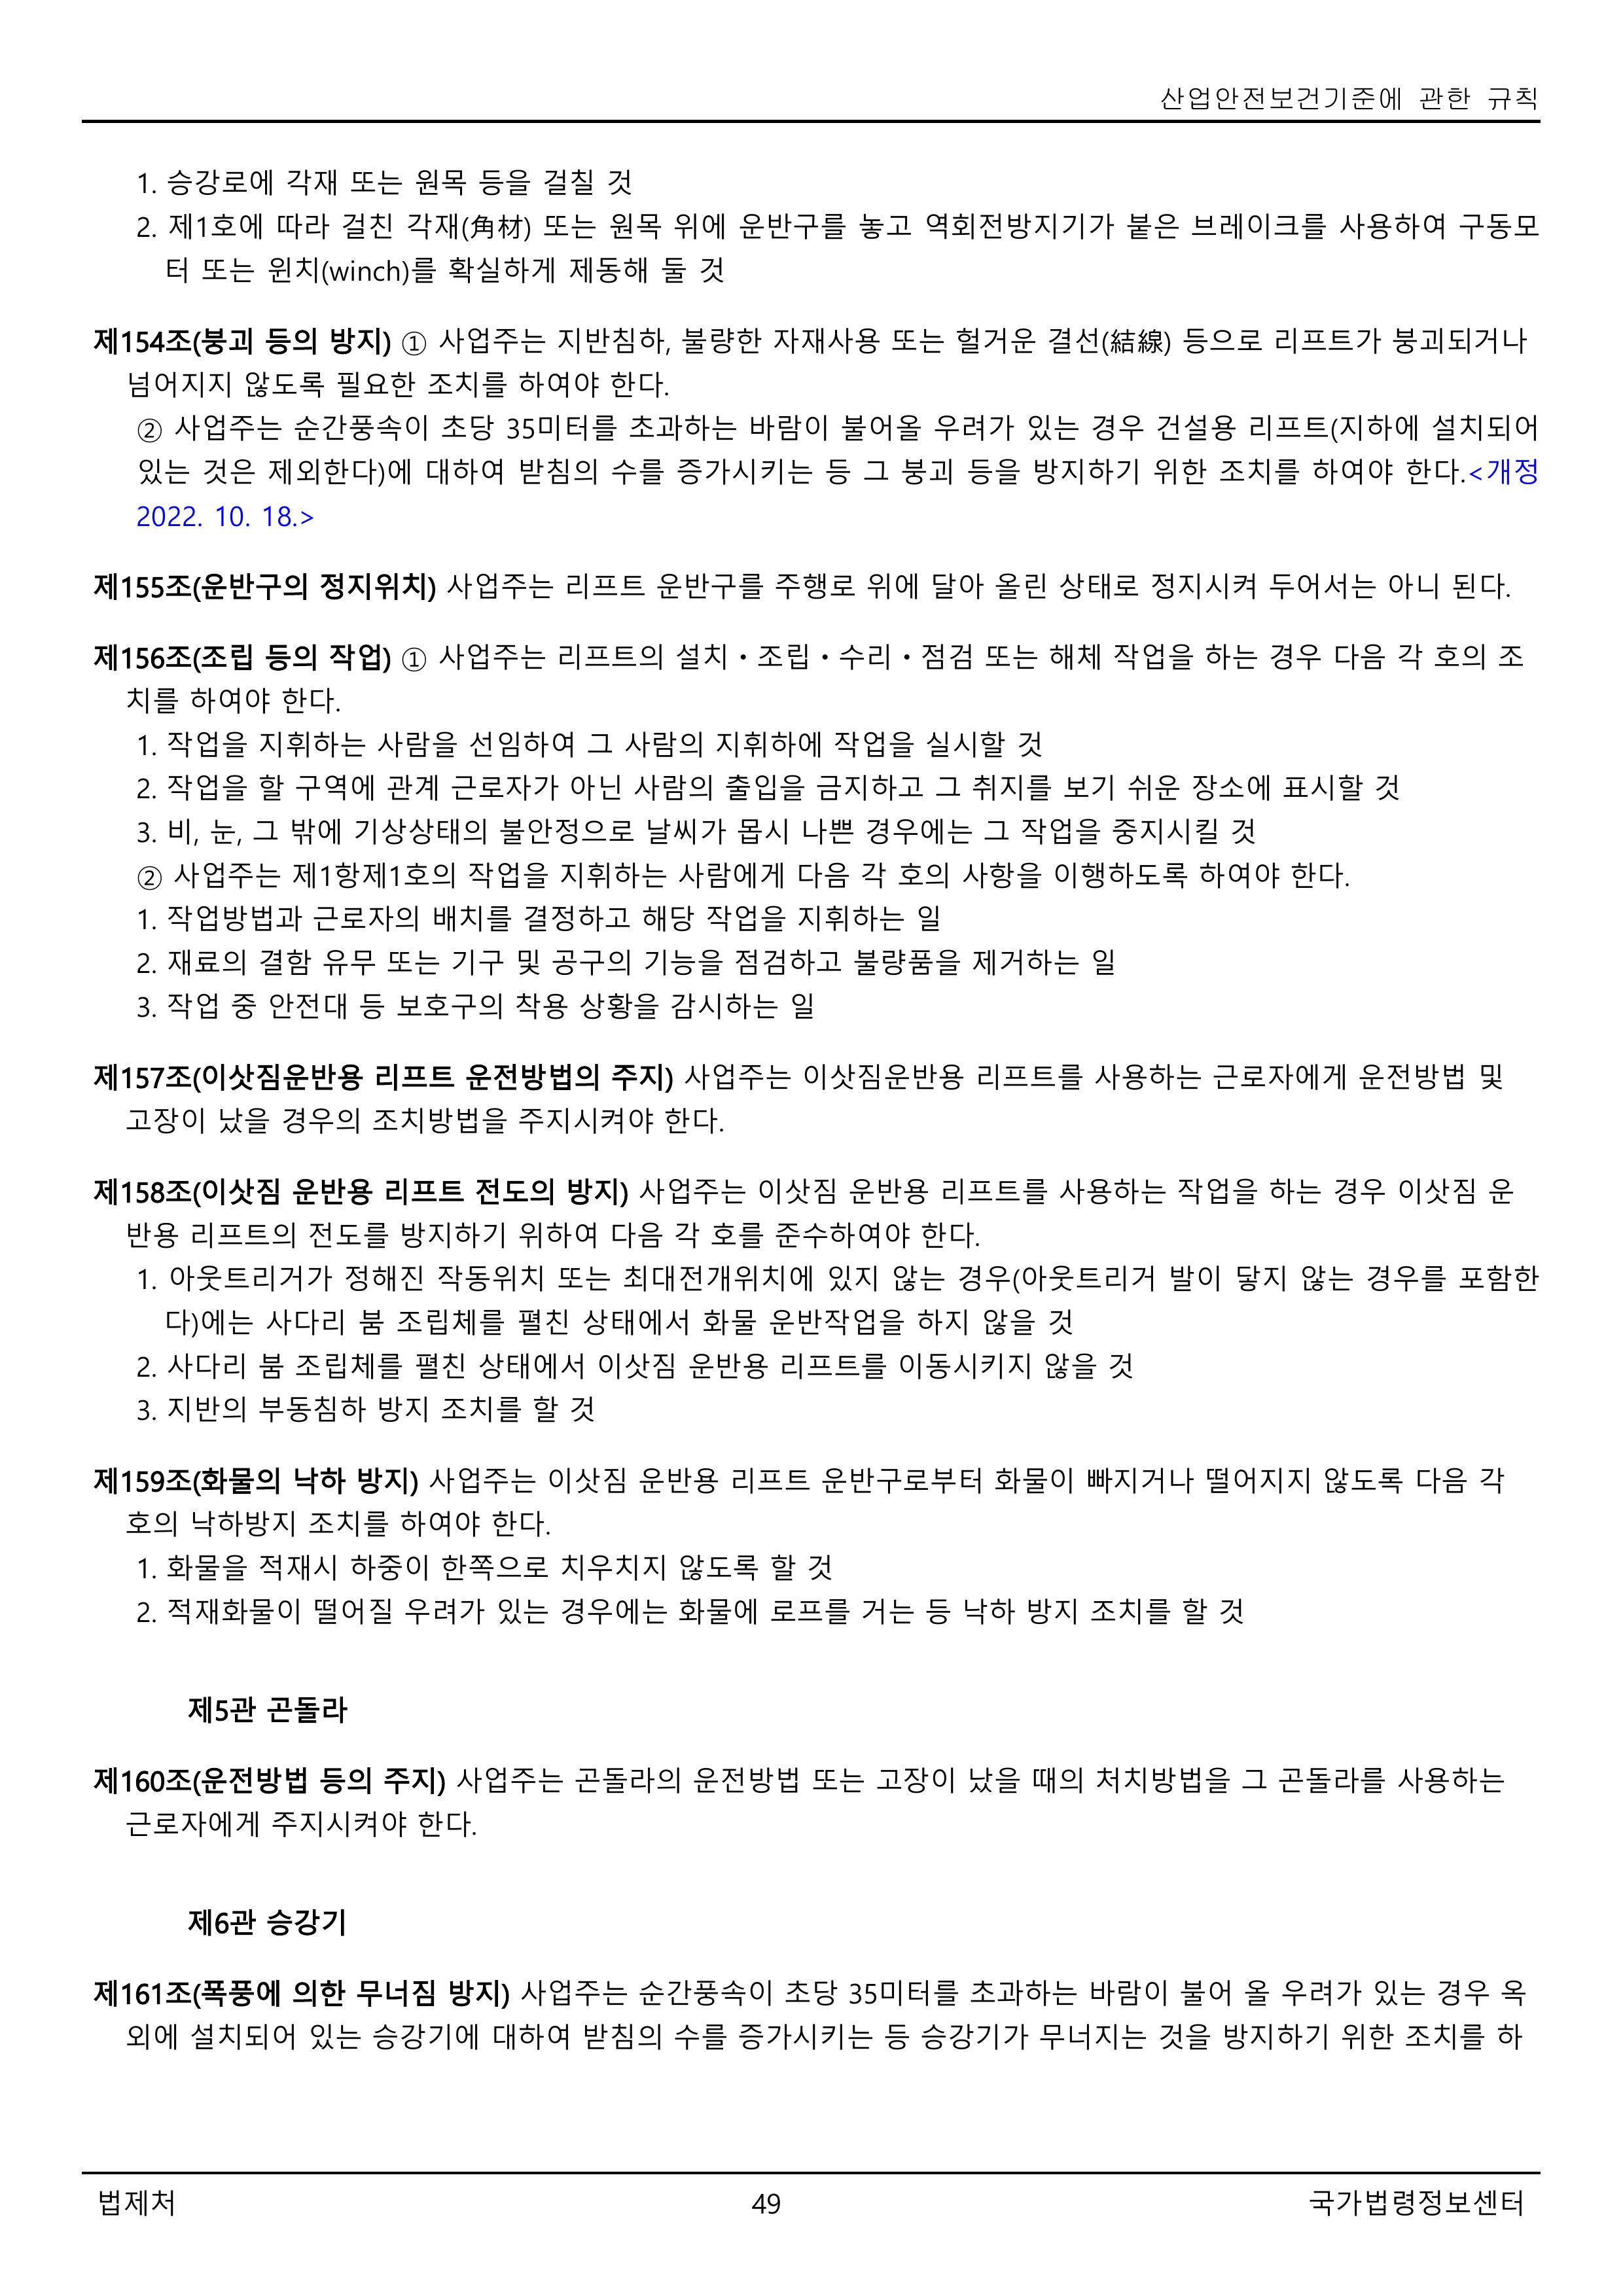 산업안전보건기준에 관한 규칙
1. 승강로에 각재 또는 원목 등을 걸칠 것
2. 제1호에 따라 걸친 각재(角材) 또는 원목 위에 운반구를 놓고 역회전방지기가 붙은 브레이크를 사용하여 구동모
터 또는 윈치(winch)를 확실하게 제동해 둘 것
제154조(붕괴 등의 방지) ① 사업주는 지반침하, 불량한 자재사용 또는 헐거운 결선(結線) 등으로 리프트가 붕괴되거나
넘어지지 않도록 필요한 조치를 하여야 한다.
② 사업주는 순간풍속이 초당 35미터를 초과하는 바람이 불어올 우려가 있는 경우 건설용 리프트(지하에 설치되어
있는 것은 제외한다)에 대하여 받침의 수를 증가시키는 등 그 붕괴 등을 방지하기 위한 조치를 하여야 한다.<개정
2022. 10. 18.>
제155조(운반구의 정지위치) 사업주는 리프트 운반구를 주행로 위에 달아 올린 상태로 정지시켜 두어서는 아니 된다.
제156조(조립 등의 작업) ① 사업주는 리프트의 설치ㆍ조립ㆍ수리ㆍ점검 또는 해체 작업을 하는 경우 다음 각 호의 조
치를 하여야 한다.
1. 작업을 지휘하는 사람을 선임하여 그 사람의 지휘하에 작업을 실시할 것
2. 작업을 할 구역에 관계 근로자가 아닌 사람의 출입을 금지하고 그 취지를 보기 쉬운 장소에 표시할 것
3. 비, 눈, 그 밖에 기상상태의 불안정으로 날씨가 몹시 나쁜 경우에는 그 작업을 중지시킬 것
② 사업주는 제1항제1호의 작업을 지휘하는 사람에게 다음 각 호의 사항을 이행하도록 하여야 한다.
1. 작업방법과 근로자의 배치를 결정하고 해당 작업을 지휘하는 일
2. 재료의 결함 유무 또는 기구 및 공구의 기능을 점검하고 불량품을 제거하는 일
3. 작업 중 안전대 등 보호구의 착용 상황을 감시하는 일
제157조(이삿짐운반용 리프트 운전방법의 주지) 사업주는 이삿짐운반용 리프트를 사용하는 근로자에게 운전방법 및
고장이 났을 경우의 조치방법을 주지시켜야 한다.
제158조(이삿짐 운반용 리프트 전도의 방지) 사업주는 이삿짐 운반용 리프트를 사용하는 작업을 하는 경우 이삿짐 운
반용 리프트의 전도를 방지하기 위하여 다음 각 호를 준수하여야 한다.
1. 아웃트리거가 정해진 작동위치 또는 최대전개위치에 있지 않는 경우(아웃트리거 발이 닿지 않는 경우를 포함한
다)에는 사다리 붐 조립체를 펼친 상태에서 화물 운반작업을 하지 않을 것
2. 사다리 붐 조립체를 펼친 상태에서 이삿짐 운반용 리프트를 이동시키지 않을 것
3. 지반의 부동침하 방지 조치를 할 것
제159조(화물의 낙하 방지) 사업주는 이삿짐 운반용 리프트 운반구로부터 화물이 빠지거나 떨어지지 않도록 다음 각
호의 낙하방지 조치를 하여야 한다.
1. 화물을 적재시 하중이 한쪽으로 치우치지 않도록 할 것
2. 적재화물이 떨어질 우려가 있는 경우에는 화물에 로프를 거는 등 낙하 방지 조치를 할 것
제5관 곤돌라
제160조(운전방법 등의 주지) 사업주는 곤돌라의 운전방법 또는 고장이 났을 때의 처치방법을 그 곤돌라를 사용하는
근로자에게 주지시켜야 한다.
제6관 승강기
제161조(폭풍에 의한 무너짐 방지) 사업주는 순간풍속이 초당 35미터를 초과하는 바람이 불어 올 우려가 있는 경우 옥
외에 설치되어 있는 승강기에 대하여 받침의 수를 증가시키는 등 승강기가 무너지는 것을 방지하기 위한 조치를 하
법제처 49 국가법령정보센터